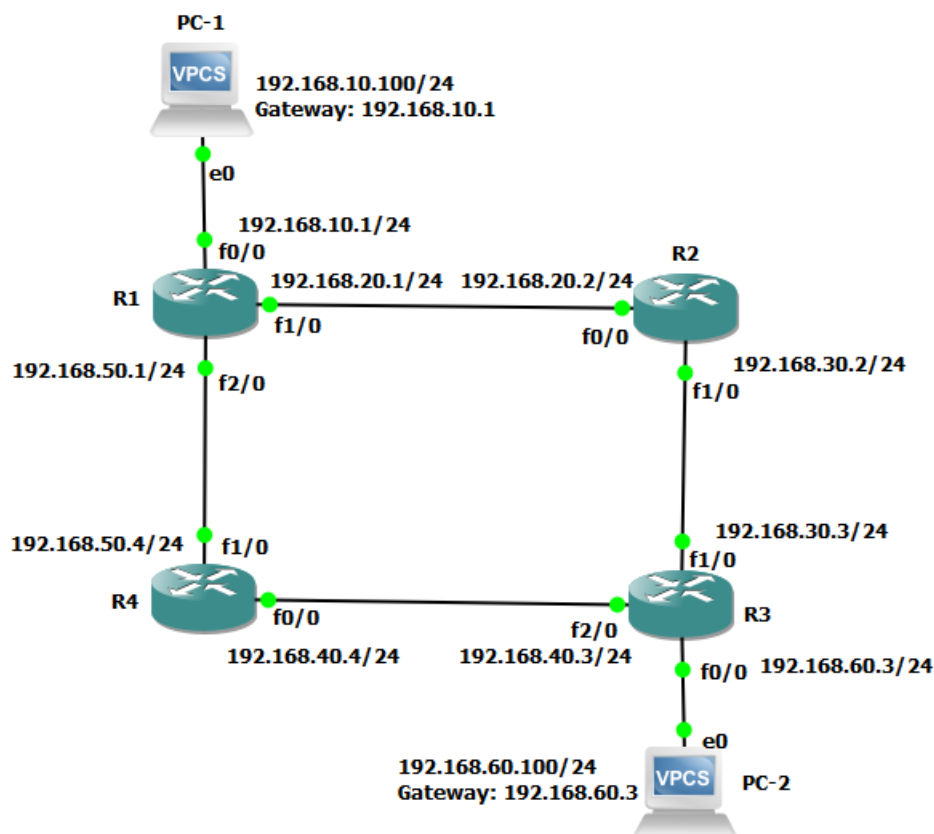 PC-1
VPCS
192.168.10.100/24
Gateway: 192.168.10.1
e0
192.168.10.1/24
f0/0
R1
192.168.20.1/24
f1/0
192.168.20.2/24
f0/0
R2
192.168.50.1/24
f2/0
192.168.30.2/24
f1/0
192.168.50.4/24
f1/0
192.168.30.3/24
f1/0
R4
f0/0
192.168.40.4/24
f2/0
192.168.40.3/24
R3
f0/0
192.168.60.3/24
e0
192.168.60.100/24
Gateway: 192.168.60.3
VPCS
PC-2